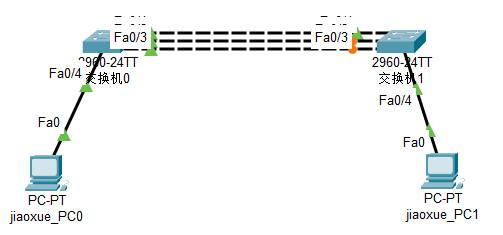 Fa0/3
Fa0/3
2960-24TT
交换机0
2960-24TT
交换机1
Fa0/4
Fa0/4
Fa0
Fa0
PC-PT
jiaoxue_PC0
PC-PT
jiaoxue_PC1